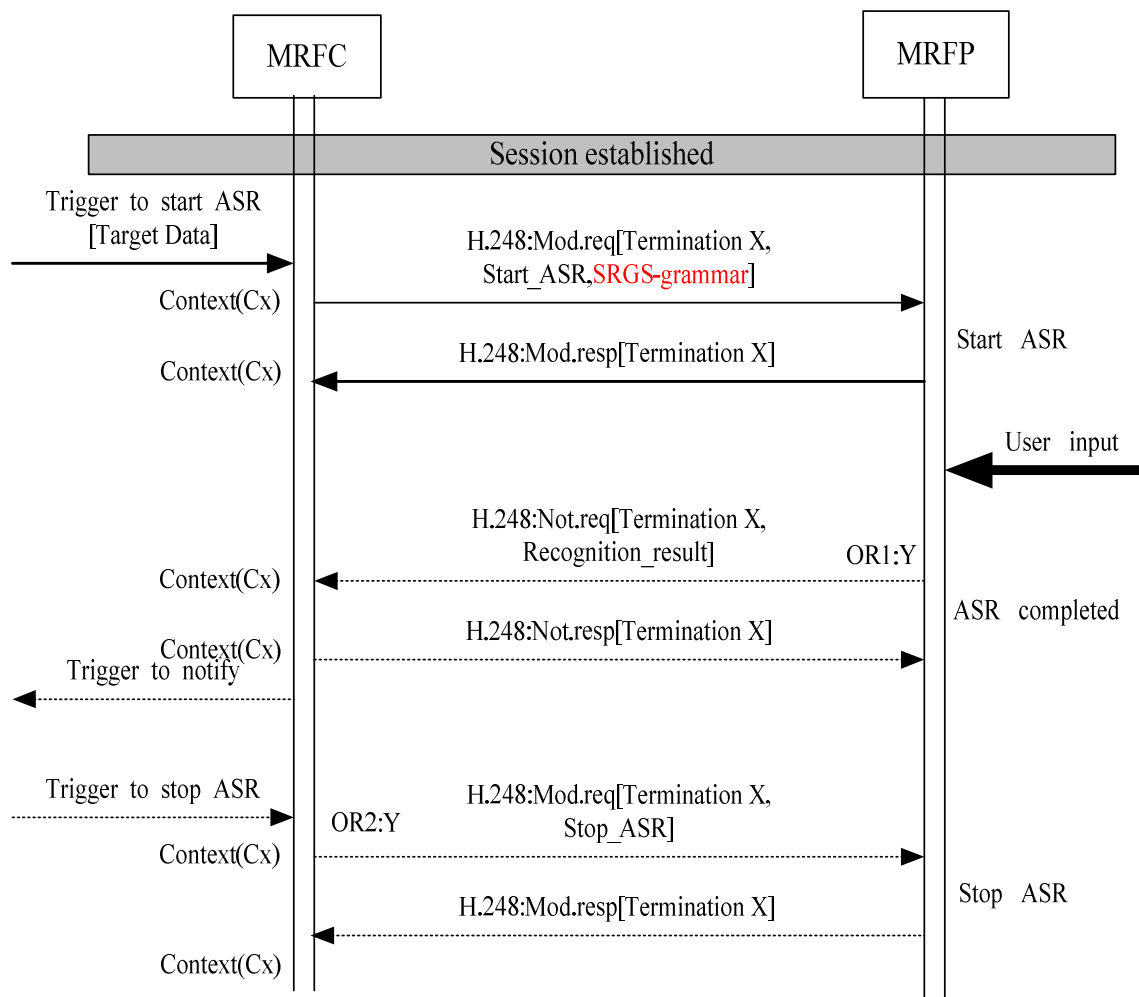 MRFC
MRFP
Session established
Trigger to start ASR
[Target Data]
H.248:Mod.req[Termination X,
Start_ASR,SRGS-grammar]
Context(Cx)
Start ASR
H.248:Mod.resp[Termination X]
Context(Cx)
User input
H.248:Not.req[Termination X,
Recognition_result]
OR1:Y
Context(Cx)
ASR completed
H.248:Not.resp[Termination X]
Context(Cx)
Trigger to notify
Trigger to stop ASR
H.248:Mod.req[Termination X,
Stop_ASR]
OR2:Y
Context(Cx)
Stop ASR
H.248:Mod.resp[Termination X]
Context(Cx)